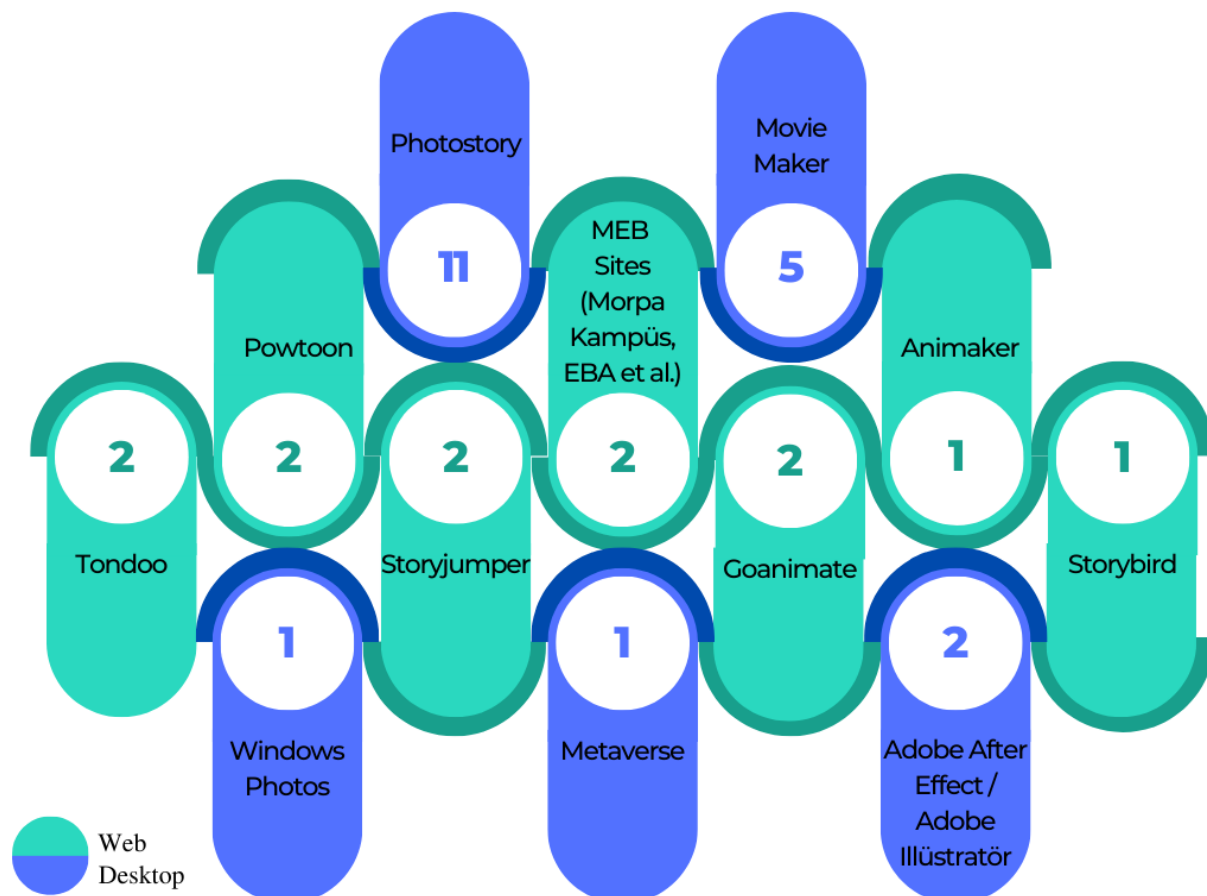 Photostory
11
Movie
Maker
5
Powtoon
2
MEB
Sites
(Morpa
Kampüs,
EBA et al.)
2
Animaker
1
2
Tondoo
2
Storyjumper
2
Goanimate
1
Storybird
1
Windows
Photos
1
Metaverse
2
Adobe After
Effect /
Adobe
Illüstratör
Web
Desktop